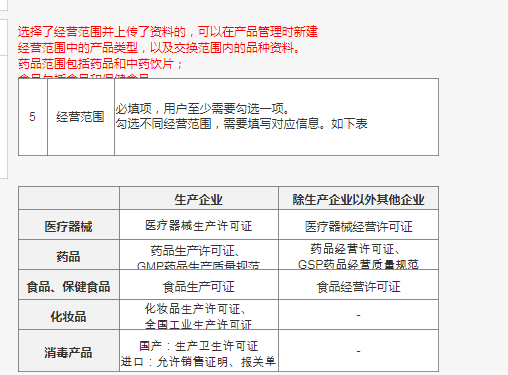 选择了经营范围并上传了资料的，可以在产品管理时新建
经营范围中的产品类型，以及交换范围内的品种资料。
药品范围包括药品和中药饮片；
食品包括食品和保健食品
5 经营范围 必填项，用户至少需要勾选一项。
勾选不同经营范围，需要填写对应信息。如下表
生产企业 除生产企业以外其他企业
医疗器械 医疗器械生产许可证 医疗器械经营许可证
药品 药品生产许可证、 药品经营许可证、
GMP药品生产质量规范 GSP药品经营质量规范
食品、保健食品 食品生产许可证 食品经营许可证
化妆品 化妆品生产许可证、 -
全国工业生产许可证
消毒产品 国产：生产卫生许可证 -
进口：允许销售证明、报关单